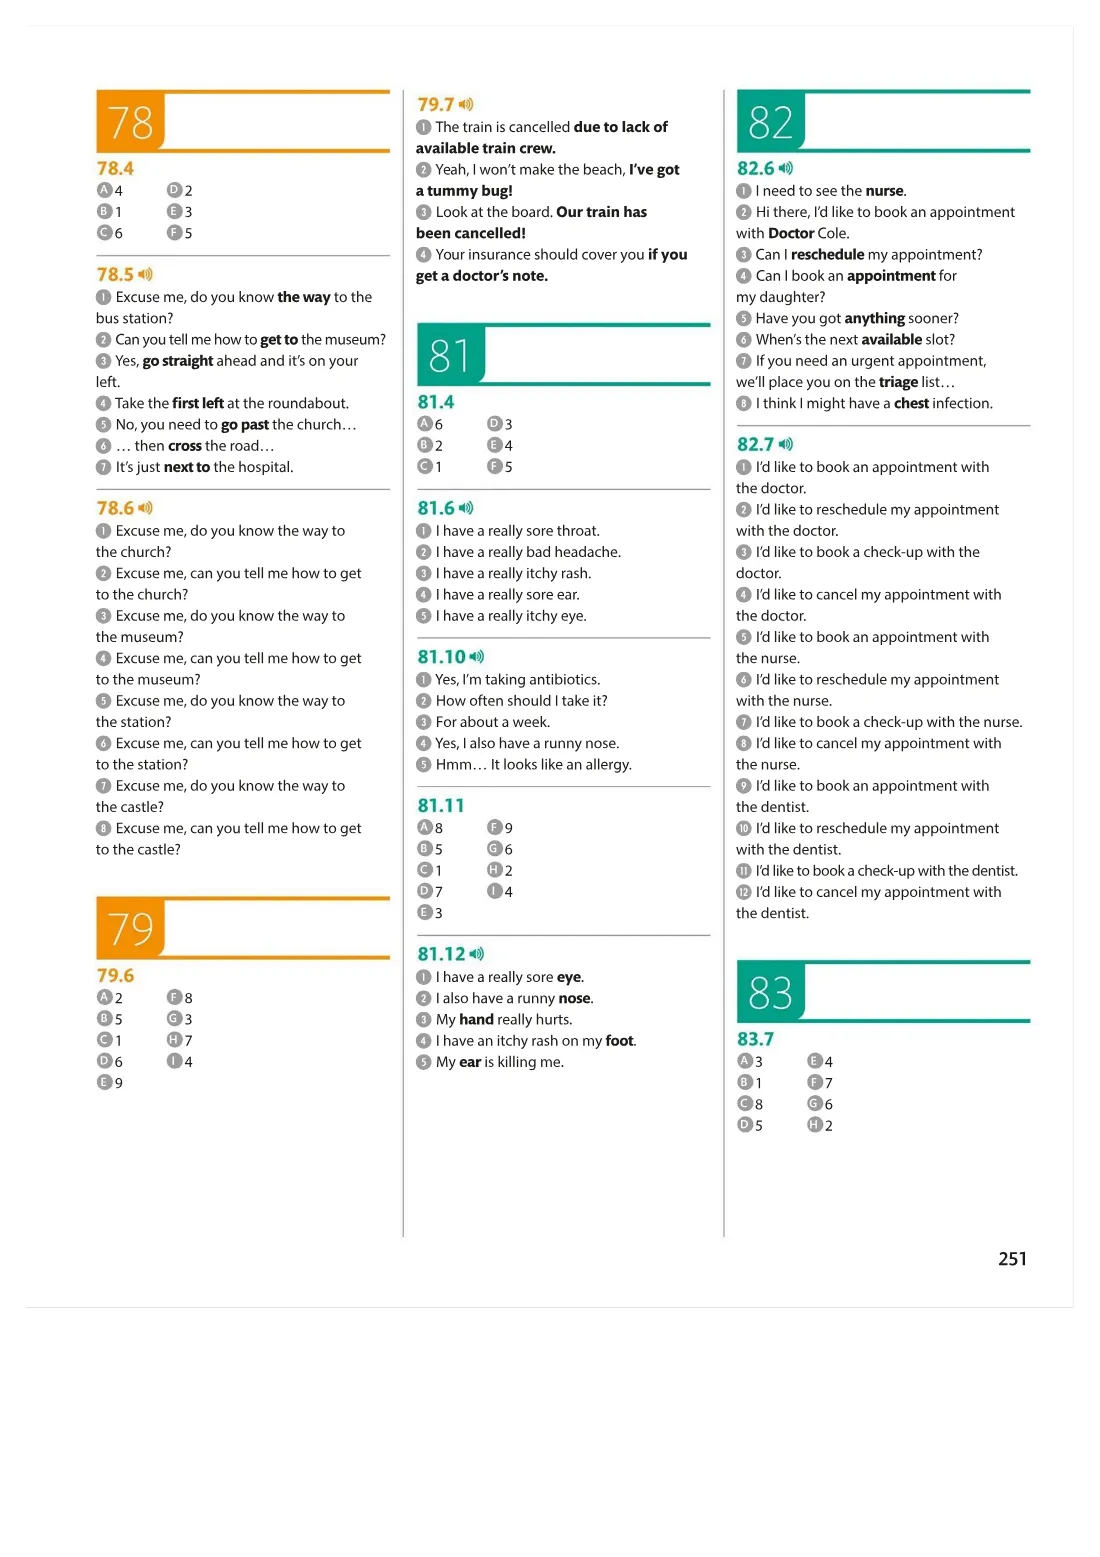 78
78.4
A 4 D 2
B 1 E 3
C 6 F 5
78.5
1 Excuse me, do you know the way to the
bus station?
2 Can you tell me how to get to the museum?
3 Yes, go straight ahead and it's on your
left.
4 Take the first left at the roundabout.
5 No, you need to go past the church…
6 … then cross the road…
7 It's just next to the hospital.
78.6
1 Excuse me, do you know the way to
the church?
2 Excuse me, can you tell me how to get
to the church?
3 Excuse me, do you know the way to
the museum?
4 Excuse me, can you tell me how to get
to the museum?
5 Excuse me, do you know the way to
the station?
6 Excuse me, can you tell me how to get
to the station?
7 Excuse me, do you know the way to
the castle?
8 Excuse me, can you tell me how to get
to the castle?
79
79.6
A 2 F 8
B 5 G 3
C 1 H 7
D 6 I 4
E 9
79.7
1 The train is cancelled due to lack of
available train crew.
2 Yeah, I won't make the beach, I've got
a tummy bug!
3 Look at the board. Our train has
been cancelled!
4 Your insurance should cover you if you
get a doctor's note.
81
81.4
A 6 D 3
B 2 E 4
C 1 F 5
81.6
1 I have a really sore throat.
2 I have a really bad headache.
3 I have a really itchy rash.
4 I have a really sore ear.
5 I have a really itchy eye.
81.10
1 Yes, I'm taking antibiotics.
2 How often should I take it?
3 For about a week.
4 Yes, I also have a runny nose.
5 Hmm… It looks like an allergy.
81.11
A 8 F 9
B 5 G 6
C 1 H 2
D 7 I 4
E 3
81.12
1 I have a really sore eye.
2 I also have a runny nose.
3 My hand really hurts.
4 I have an itchy rash on my foot.
5 My ear is killing me.
82
82.6
1 I need to see the nurse.
2 Hi there, I'd like to book an appointment
with Doctor Cole.
3 Can I reschedule my appointment?
4 Can I book an appointment for
my daughter?
5 Have you got anything sooner?
6 When's the next available slot?
7 If you need an urgent appointment,
we'll place you on the triage list…
8 I think I might have a chest infection.
82.7
1 I'd like to book an appointment with
the doctor.
2 I'd like to reschedule my appointment
with the doctor.
3 I'd like to book a check-up with the
doctor.
4 I'd like to cancel my appointment with
the doctor.
5 I'd like to book an appointment with
the nurse.
6 I'd like to reschedule my appointment
with the nurse.
7 I'd like to book a check-up with the nurse.
8 I'd like to cancel my appointment with
the nurse.
9 I'd like to book an appointment with
the dentist.
10 I'd like to reschedule my appointment
with the dentist.
11 I'd like to book a check-up with the dentist.
12 I'd like to cancel my appointment with
the dentist.
83
83.7
A 3 E 4
B 1 F 7
C 8 G 6
D 5 H 2
251